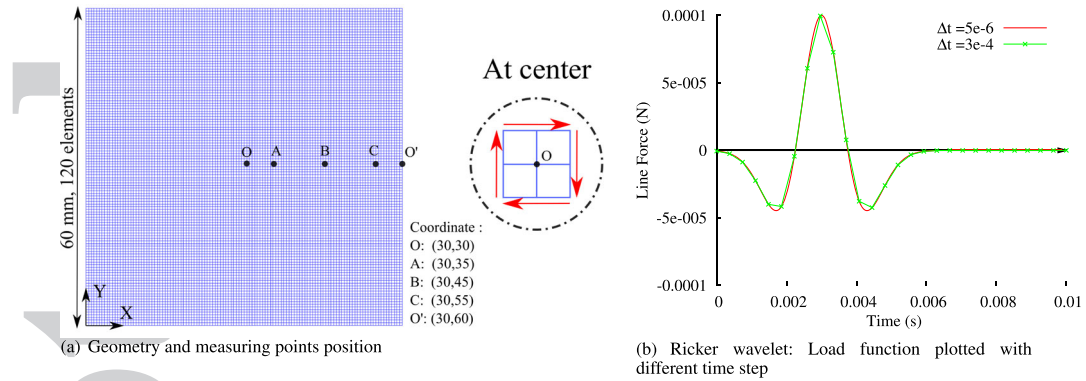 60 mm, 120 elements
O
A
B
C
O'
Y
X
At center
O
Coordinate :
O: (30,30)
A: (30,35)
B: (30,45)
C: (30,55)
O': (30,60)
(a) Geometry and measuring points position
Line Force (N)
0.0001
5e-005
0
-5e-005
-0.0001
0
0.002
0.004
0.006
0.008
0.01
Time (s)
Δt =5e-6
Δt =3e-4
(b) Ricker wavelet: Load function plotted with
different time step